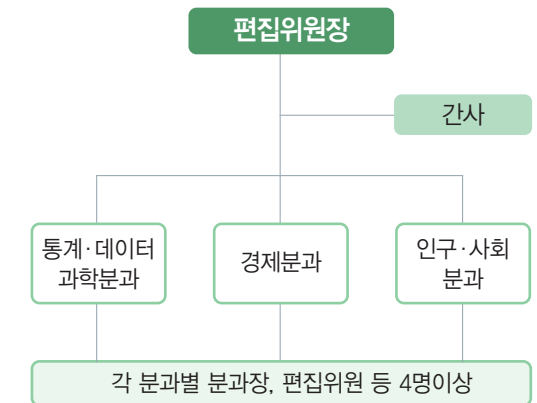 편집위원장
간사
통계·데이터
과학분과
경제분과
인구·사회
분과
각 분과별 분과장, 편집위원 등 4명이상